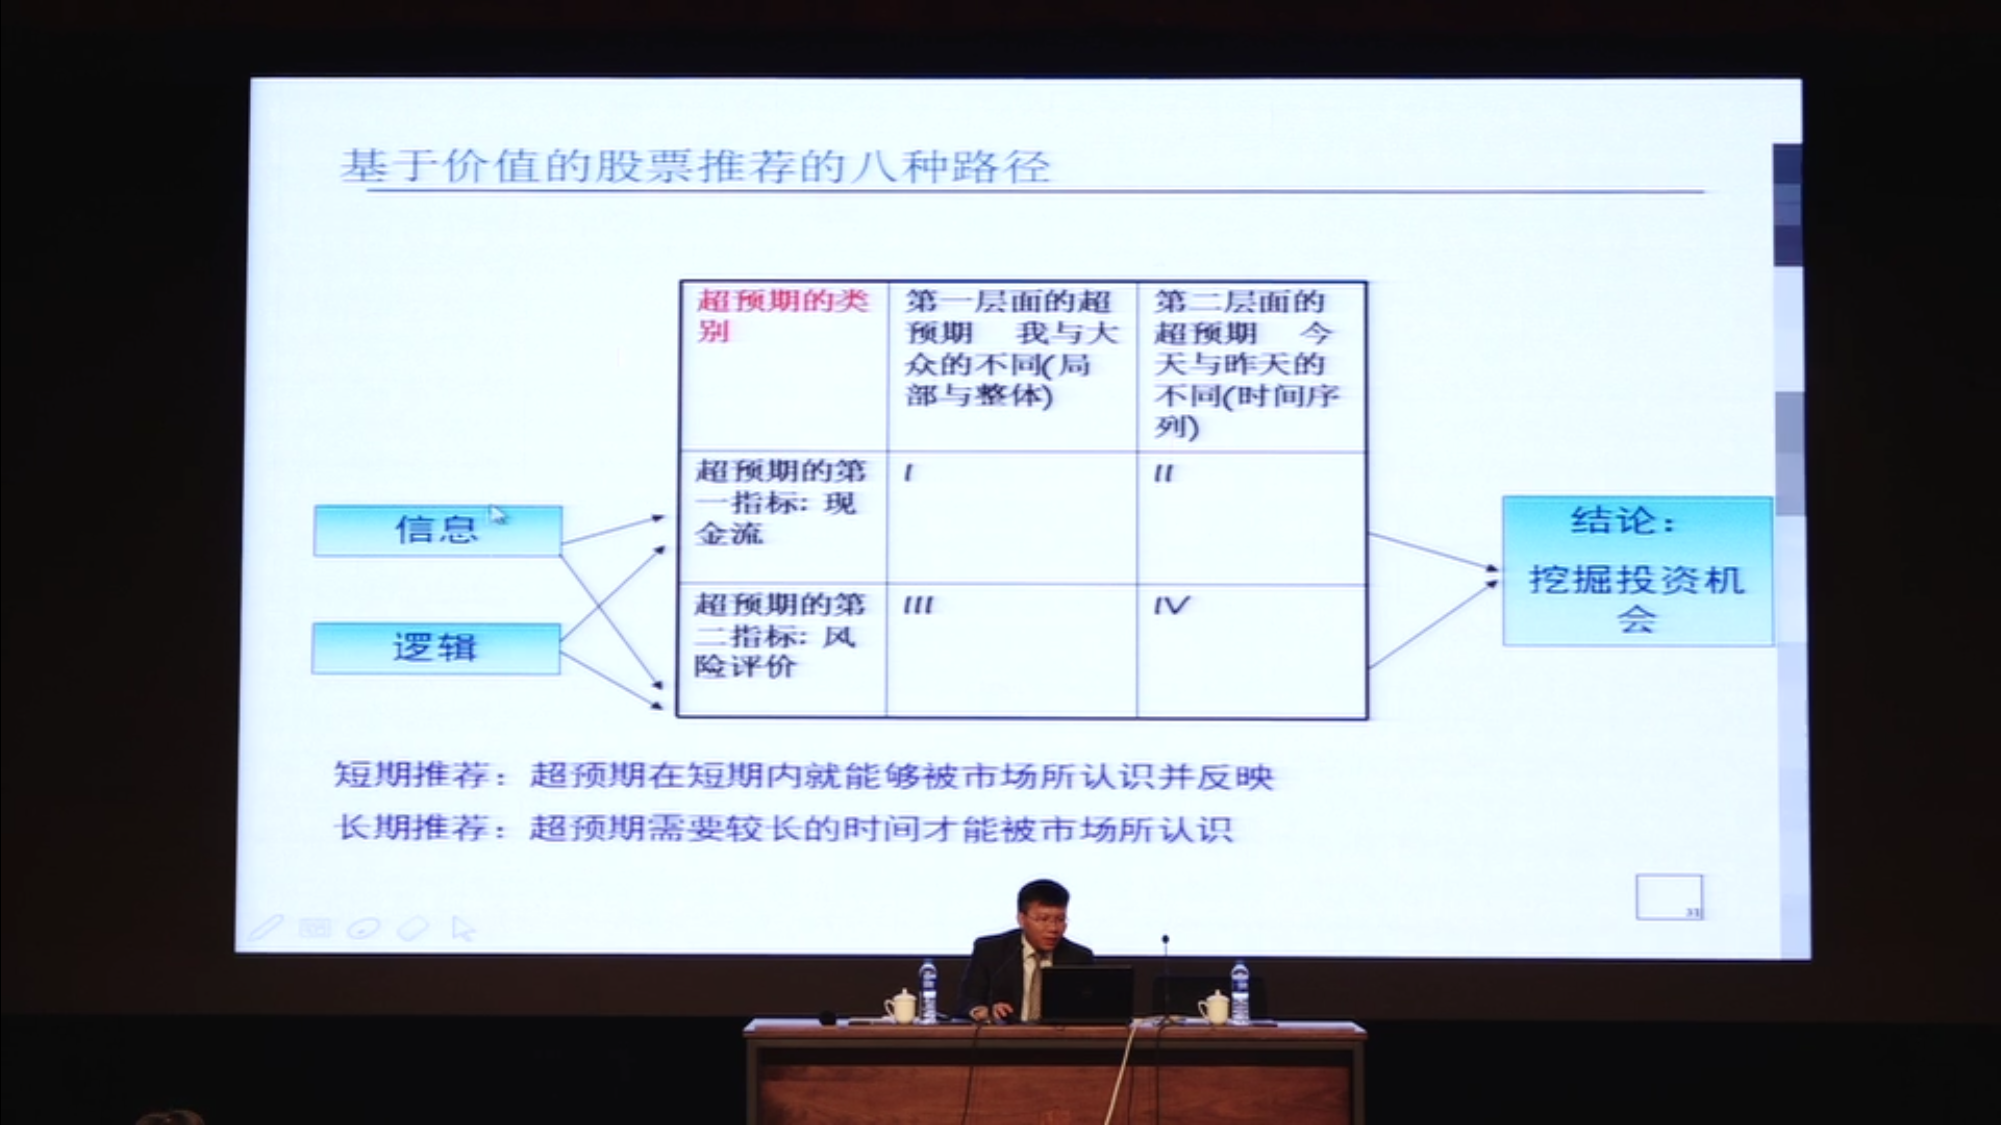 基于价值的股票推荐的八种路径
超预期的类
别
第一层面的超
预期 我与大
众的不同(局
部与整体)
第二层面的
超预期 今
天与昨天的
不同(时间序
列)
超预期的第
一指标：现
金流
I
II
超预期的第
二指标：风
险评价
III
IV
信息
逻辑
结论：
挖掘投资机
会
短期推荐：超预期在短期内就能够被市场所认识并反映
长期推荐：超预期需要较长的时间才能被市场所认识